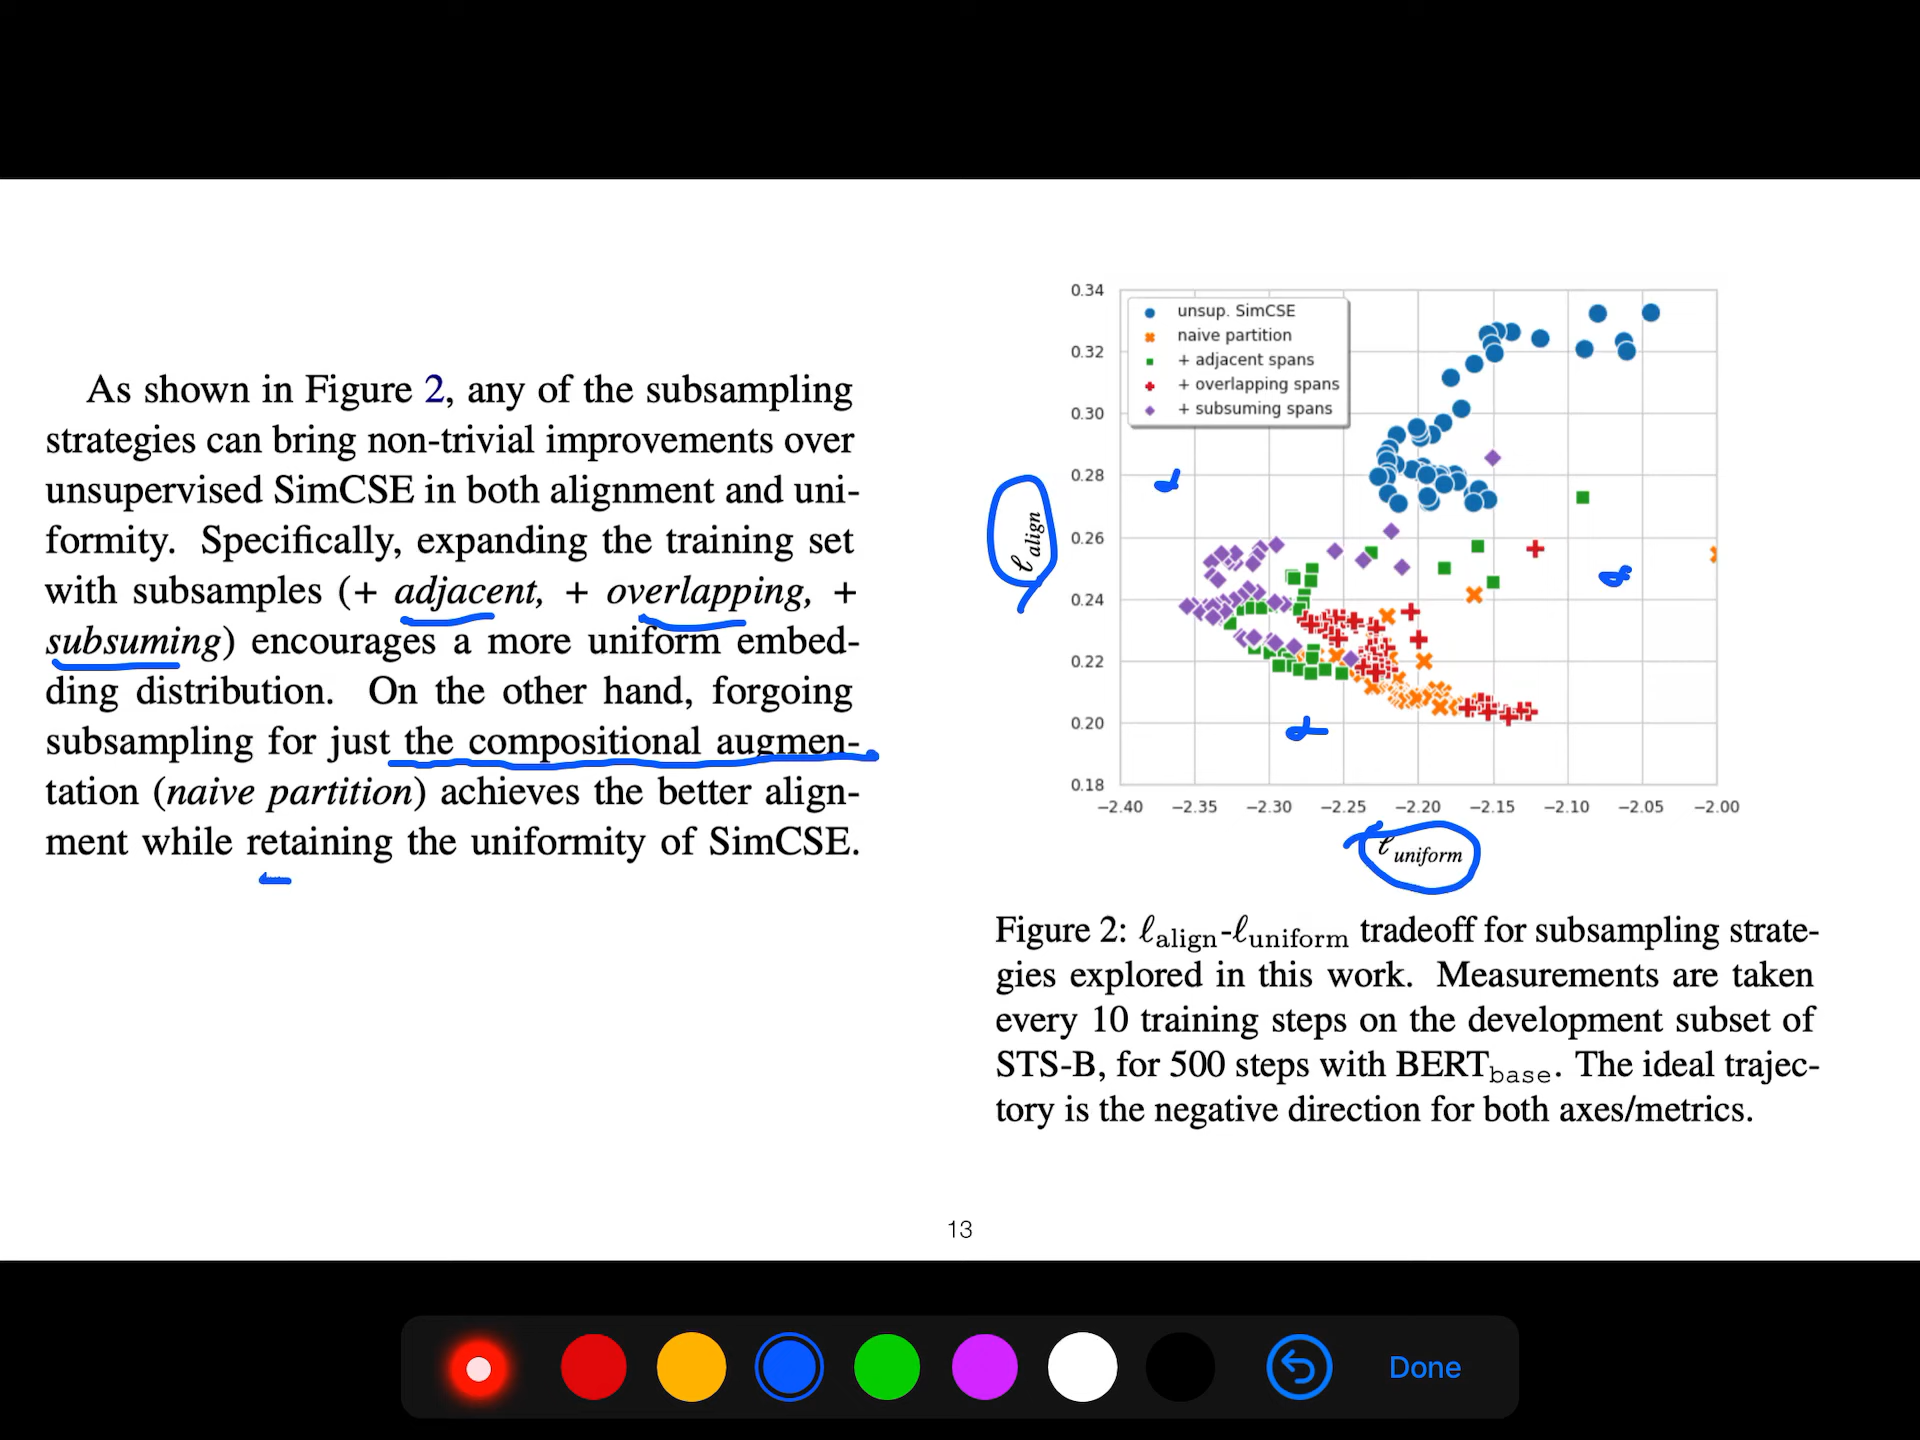 As shown in Figure 2, any of the subsampling
strategies can bring non-trivial improvements over
unsupervised SimCSE in both alignment and uni-
formity. Specifically, expanding the training set
with subsamples (+ adjacent, + overlapping, +
subsuming) encourages a more uniform embed-
ding distribution. On the other hand, forgoing
subsampling for just the compositional augmen-
tation (naive partition) achieves the better align-
ment while retaining the uniformity of SimCSE.
0.34
0.32
0.30
0.28
0.26
0.24
0.22
0.20
0.18
ℓ align
unsup. SimCSE
naive partition
+ adjacent spans
+ overlapping spans
+ subsuming spans
−2.40 −2.35 −2.30 −2.25 −2.20 −2.15 −2.10 −2.05 −2.00
ℓ uniform
Figure 2: ℓalign-ℓuniform tradeoff for subsampling strate-
gies explored in this work. Measurements are taken
every 10 training steps on the development subset of
STS-B, for 500 steps with BERTbase. The ideal trajec-
tory is the negative direction for both axes/metrics.
13
Done